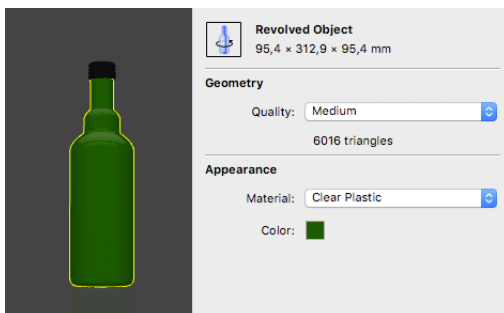 Revolved Object
95,4 × 312,9 × 95,4 mm
Geometry
Quality: Medium
6016 triangles
Appearance
Material: Clear Plastic
Color: